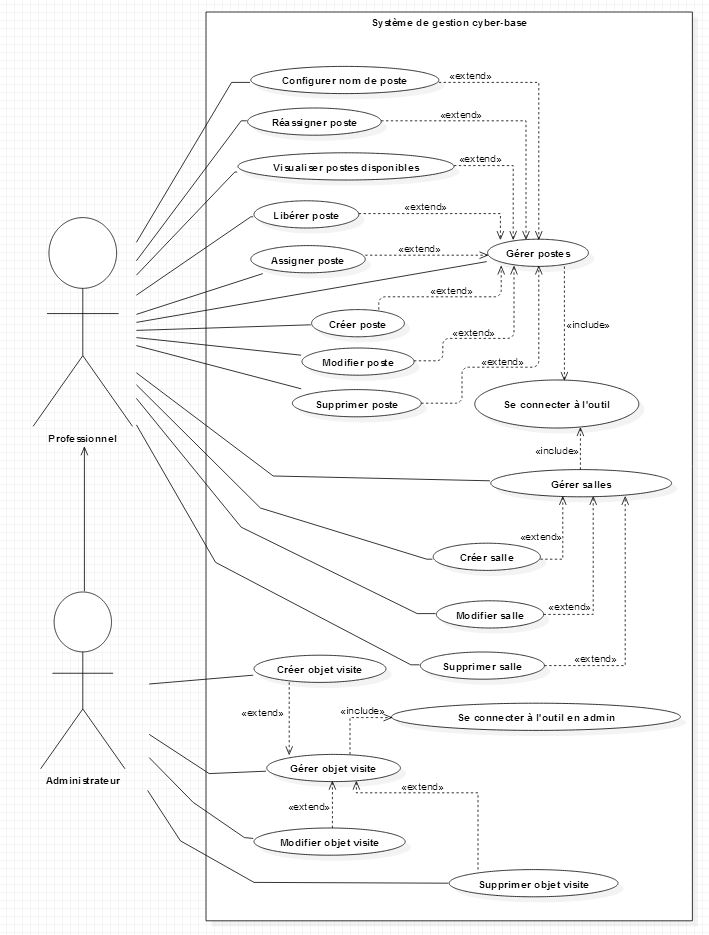 Système de gestion cyber-base
Configurer nom de poste
«extend»
Réassigner poste
«extend»
Visualiser postes disponibles
«extend»
Libérer poste
«extend»
Assigner poste
«extend»
Gérer postes
Créer poste
«extend»
«include»
Modifier poste
«extend»
Supprimer poste
«extend»
Se connecter à l'outil
Professionnel
«include»
Gérer salles
Créer salle
«extend»
Modifier salle
«extend»
Supprimer salle
«extend»
Créer objet visite
«extend»
«include»
Se connecter à l'outil en admin
Gérer objet visite
Administrateur
«extend»
«extend»
Modifier objet visite
Supprimer objet visite